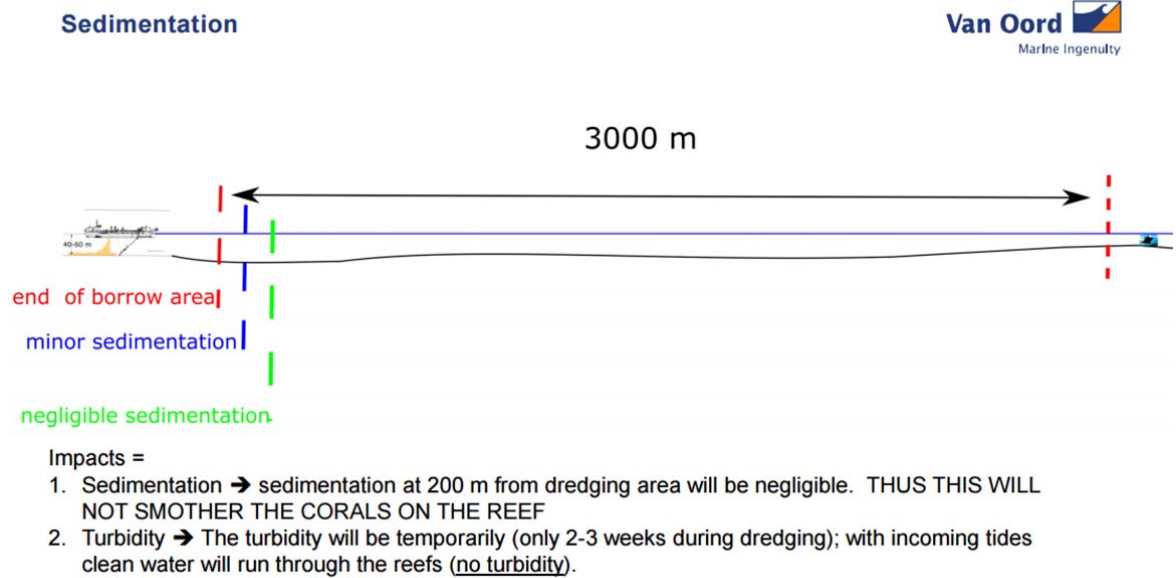 Sedimentation
Van Oord
Marine Ingenuity
3000 m
40-60 m
end of borrow area
minor sedimentation
negligible sedimentation
Impacts =
1. Sedimentation ➔ sedimentation at 200 m from dredging area will be negligible. THUS THIS WILL
NOT SMOTHER THE CORALS ON THE REEF
2. Turbidity ➔ The turbidity will be temporarily (only 2-3 weeks during dredging); with incoming tides
clean water will run through the reefs (no turbidity).